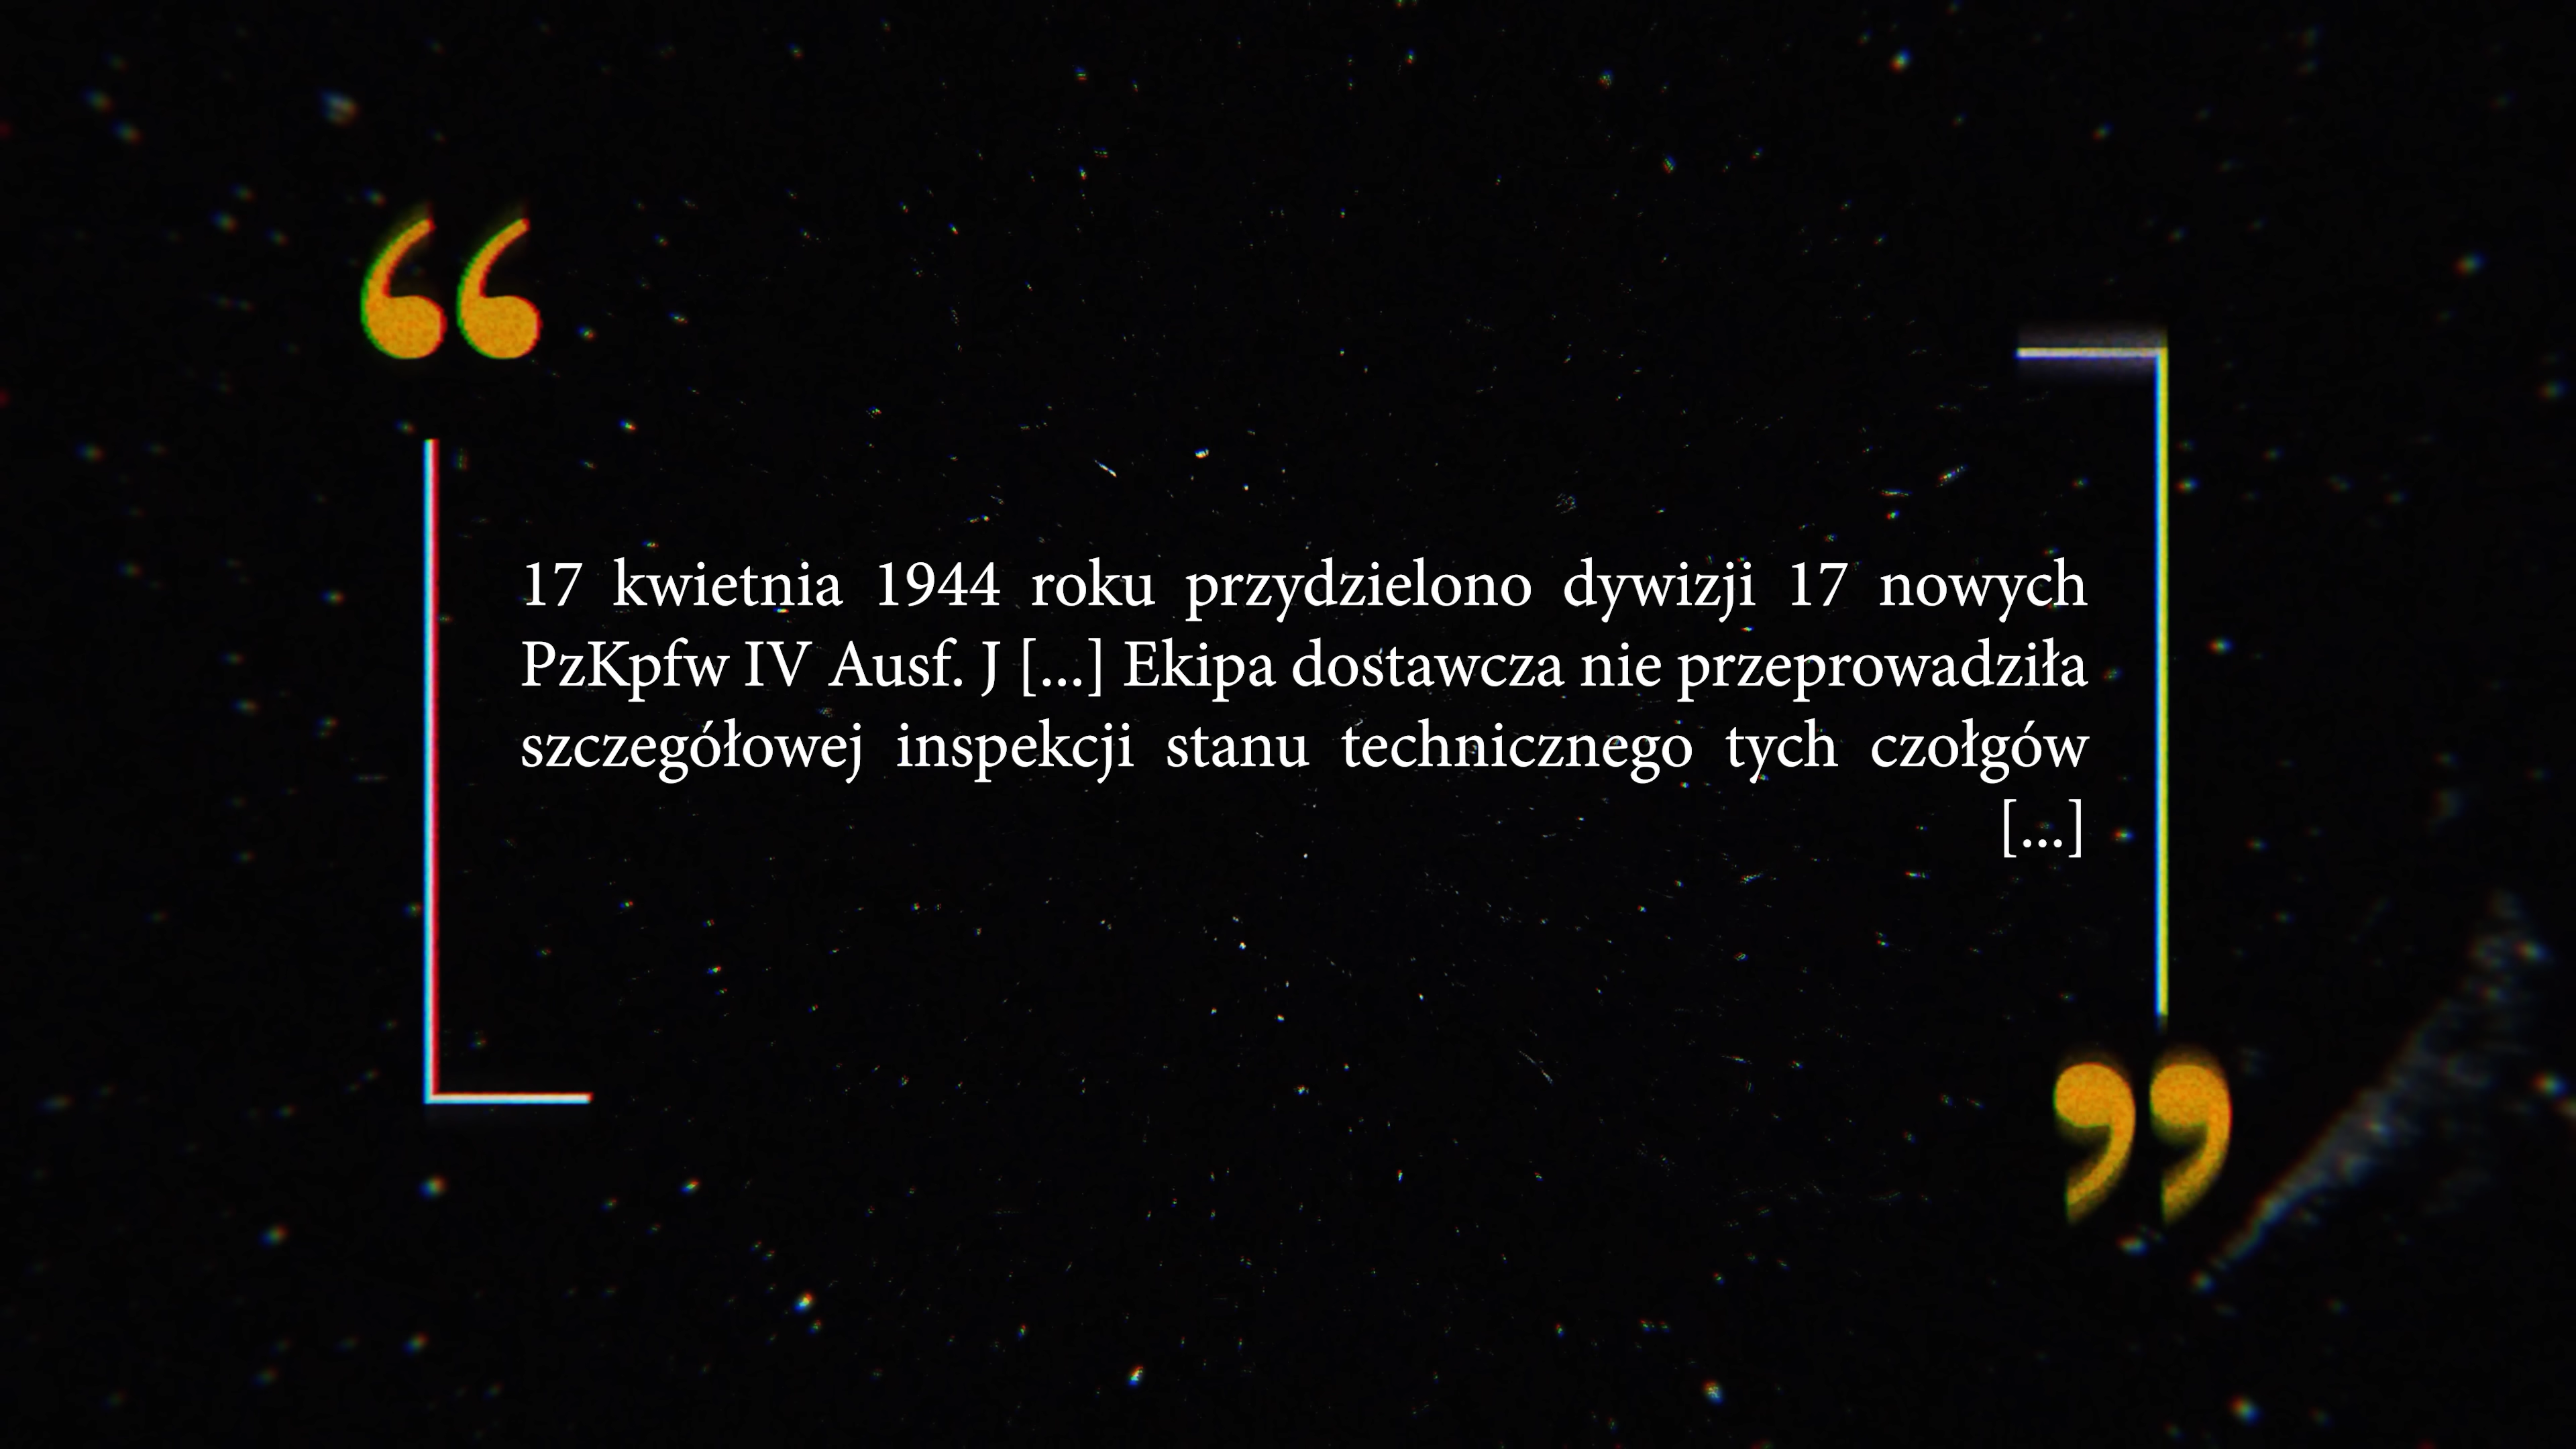 “
17 kwietnia 1944 roku przydzielono dywizji 17 nowych
PzKpfw IV Ausf. J [...] Ekipa dostawcza nie przeprowadziła
szczegółowej inspekcji stanu technicznego tych czołgów
[...]
”